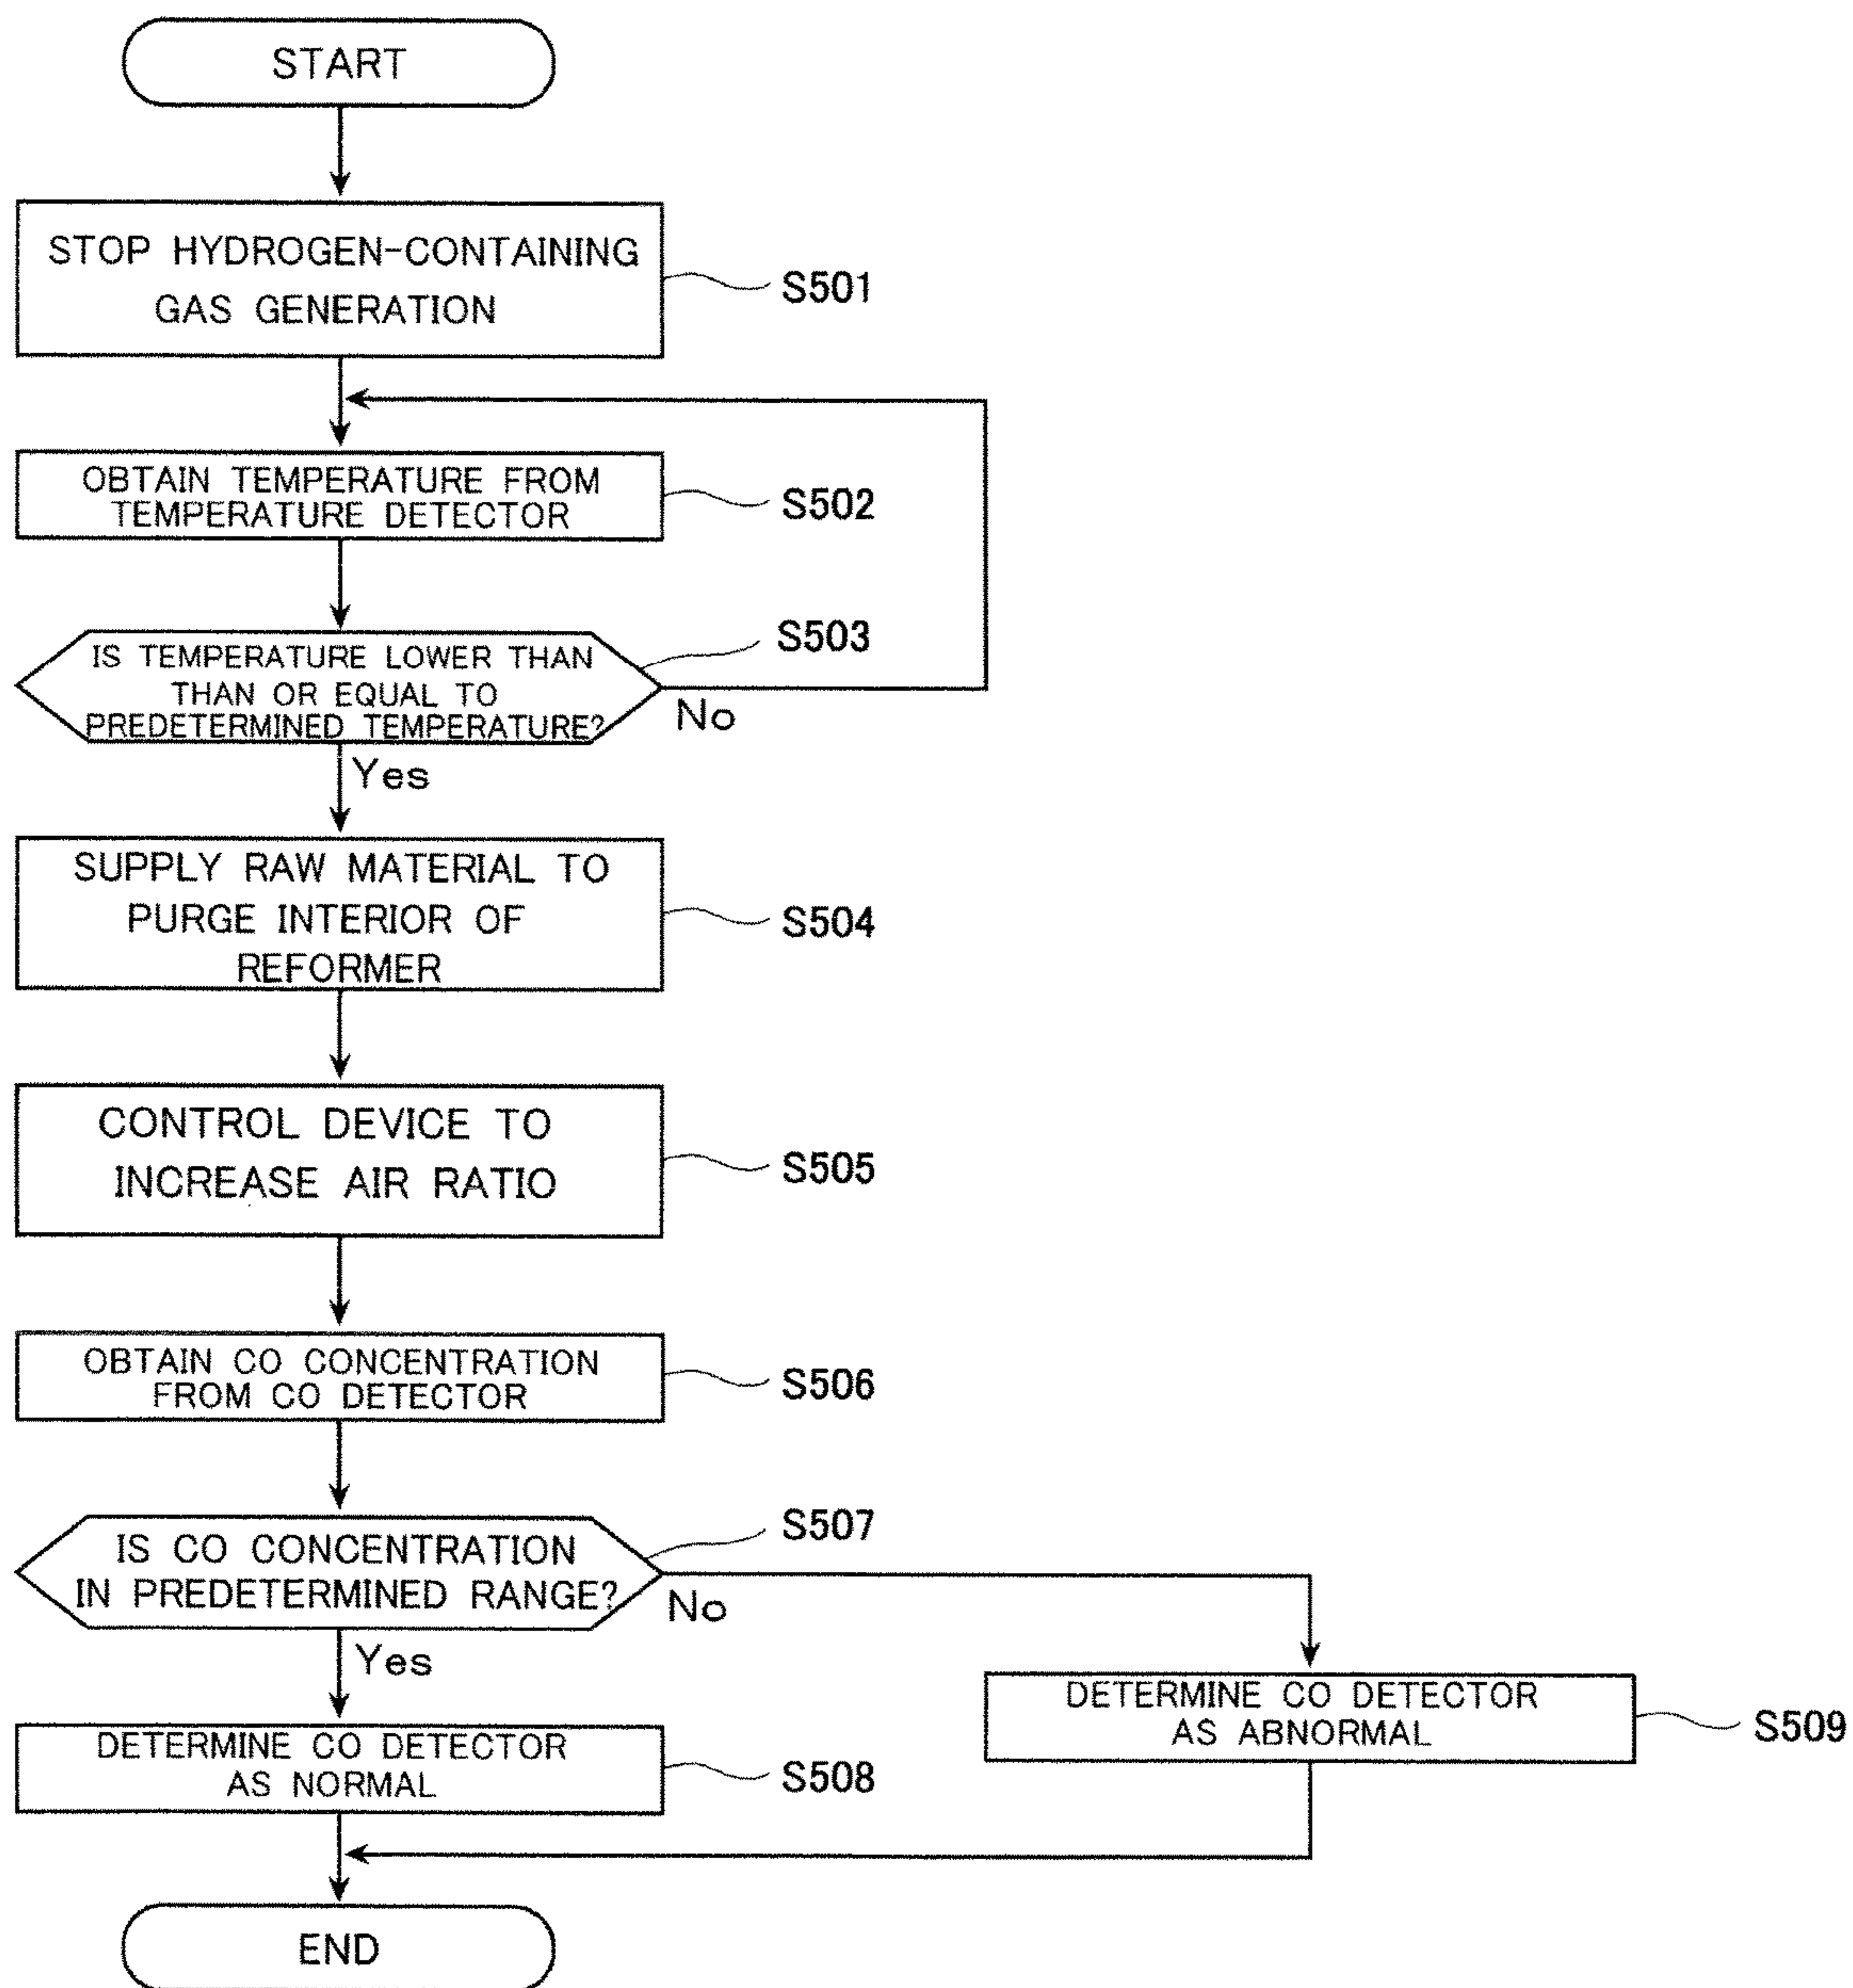 START
STOP HYDROGEN-CONTAINING
GAS GENERATION
S501
OBTAIN TEMPERATURE FROM
TEMPERATURE DETECTOR
S502
IS TEMPERATURE LOWER THAN
THAN OR EQUAL TO
PREDETERMINED TEMPERATURE?
S503
No
Yes
SUPPLY RAW MATERIAL TO
PURGE INTERIOR OF
REFORMER
S504
CONTROL DEVICE TO
INCREASE AIR RATIO
S505
OBTAIN CO CONCENTRATION
FROM CO DETECTOR
S506
IS CO CONCENTRATION
IN PREDETERMINED RANGE?
S507
No
Yes
DETERMINE CO DETECTOR
AS NORMAL
S508
DETERMINE CO DETECTOR
AS ABNORMAL
S509
END